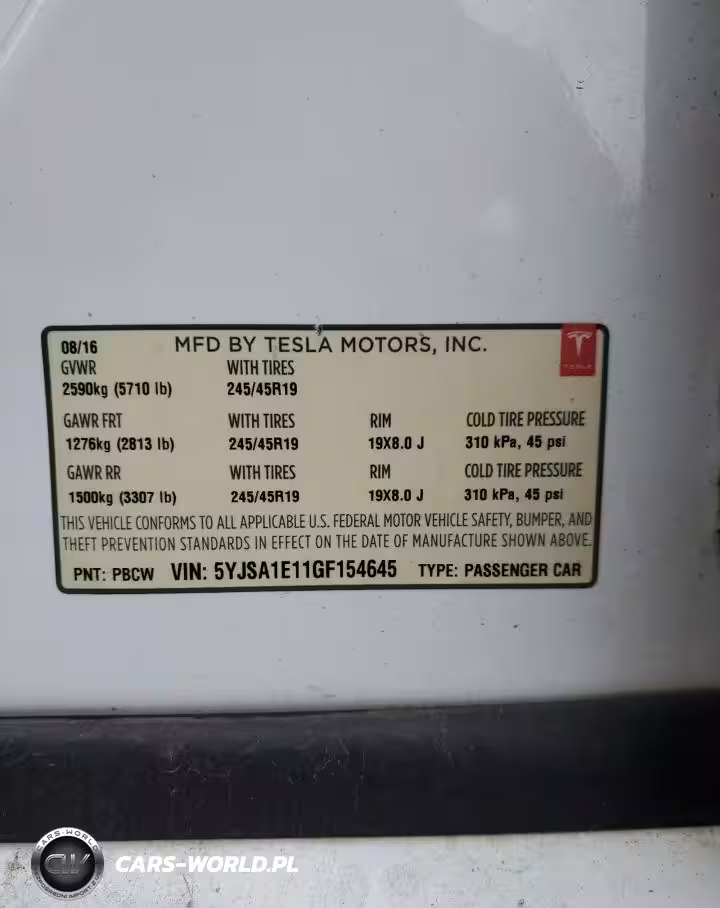 08/16 MFD BY TESLA MOTORS, INC.
TESLA
GVWR WITH TIRES
2590kg (5710 lb) 245/45R19
GAWR FRT WITH TIRES RIM COLD TIRE PRESSURE
1276kg (2813 lb) 245/45R19 19X8.0 J 310 kPa, 45 psi
GAWR RR WITH TIRES RIM COLD TIRE PRESSURE
1500kg (3307 lb) 245/45R19 19X8.0 J 310 kPa, 45 psi
THIS VEHICLE CONFORMS TO ALL APPLICABLE U.S. FEDERAL MOTOR VEHICLE SAFETY, BUMPER, AND
THEFT PREVENTION STANDARDS IN EFFECT ON THE DATE OF MANUFACTURE SHOWN ABOVE.
PNT: PBCW VIN: 5YJSA1E11GF154645 TYPE: PASSENGER CAR
CARS-WORLD
CW
CARS-WORLD.PL